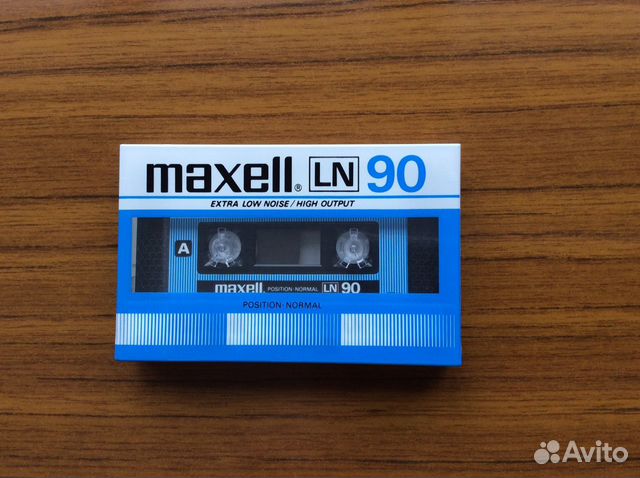 maxell® LN 90
EXTRA LOW NOISE / HIGH OUTPUT
A
maxell POSITION·NORMAL LN 90
POSITION·NORMAL
Avito